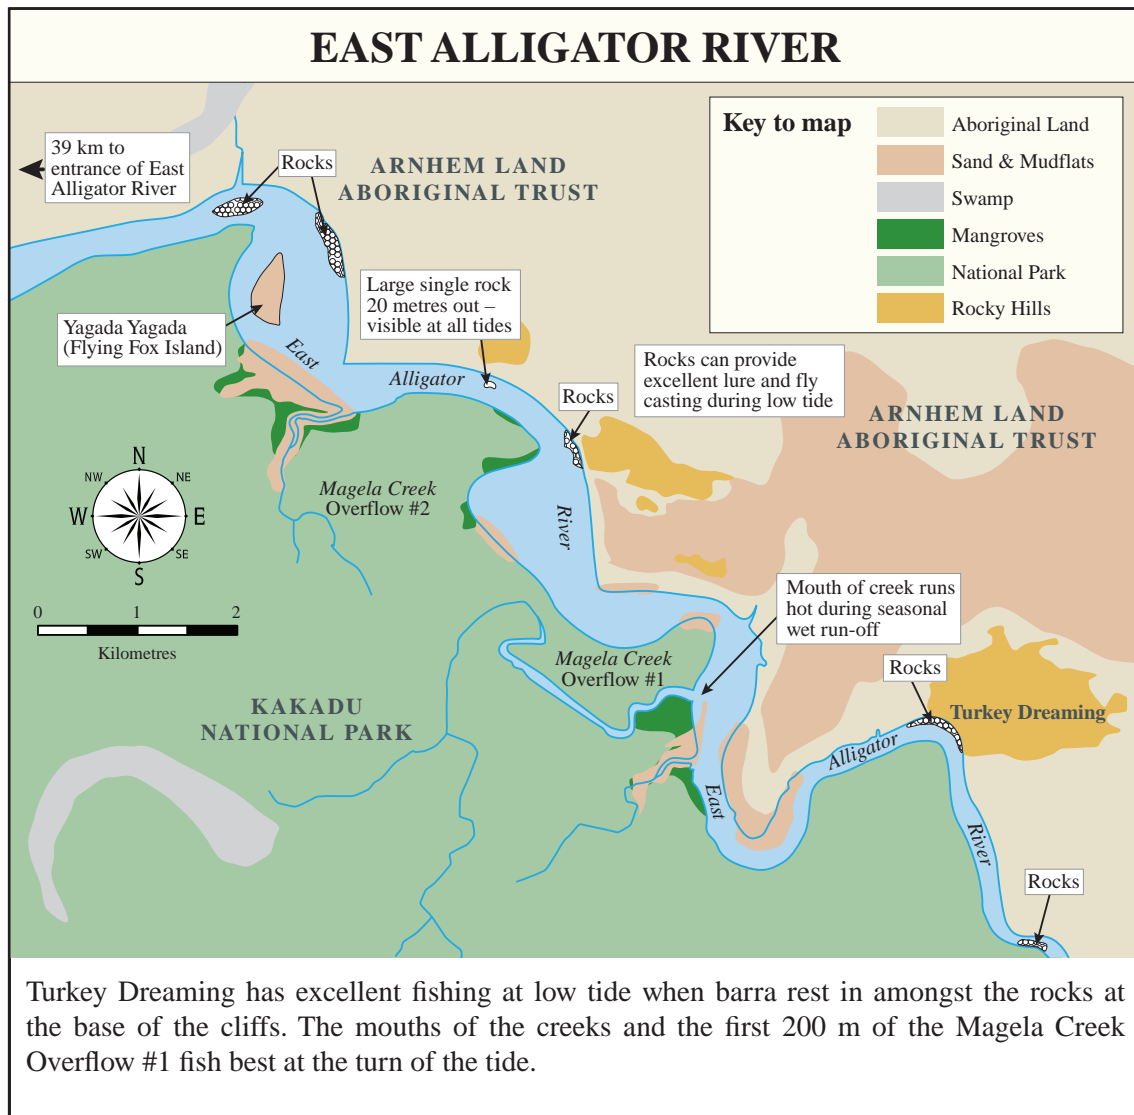 EAST ALLIGATOR RIVER
39 km to
entrance of East
Alligator River
Rocks
ARNHEM LAND
ABORIGINAL TRUST
Key to map
Aboriginal Land
Sand & Mudflats
Swamp
Mangroves
National Park
Rocky Hills
Large single rock
20 metres out –
visible at all tides
Yagada Yagada
(Flying Fox Island)
East
Alligator
River
Rocks
Rocks can provide
excellent lure and fly
casting during low tide
ARNHEM LAND
ABORIGINAL TRUST
N
NW
NE
W
E
SW
SE
S
Magela Creek
Overflow #2
0
1
2
Kilometres
Mouth of creek runs
hot during seasonal
wet run-off
Magela Creek
Overflow #1
KAKADU
NATIONAL PARK
Rocks
Turkey Dreaming
East
Alligator
River
Rocks
Turkey Dreaming has excellent fishing at low tide when barra rest in amongst the rocks at
the base of the cliffs. The mouths of the creeks and the first 200 m of the Magela Creek
Overflow #1 fish best at the turn of the tide.